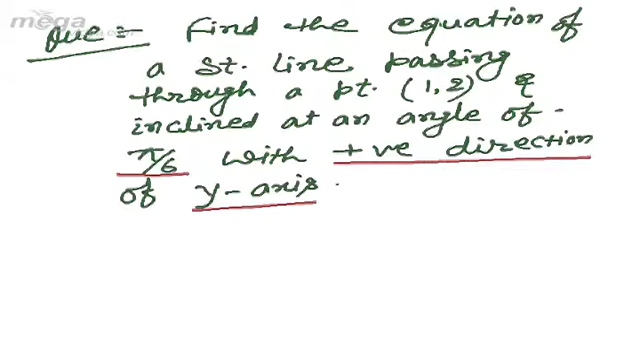 mega
Que:- Find the equation of
a St. line passing
through a pt. (1,2) &
inclined at an angle of -
π/6 with +ve direction
of y-axis.